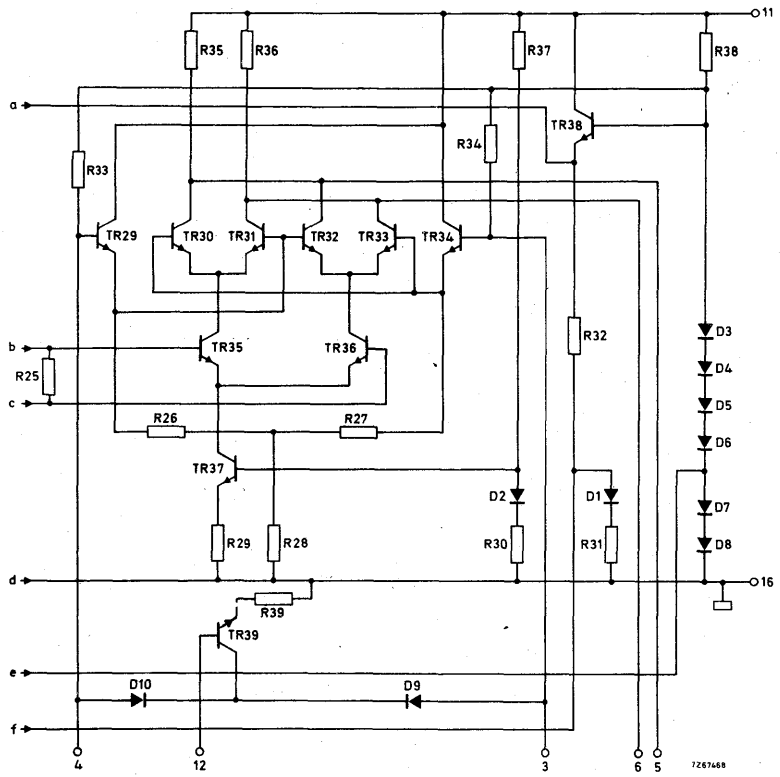 11
R35
R36
R37
R38
a
TR38
R34
R33
TR29
TR30
TR31
TR32
TR33
TR34
D3
R32
b
TR35
TR36
D4
R25
c
D5
R26
R27
D6
TR37
D2
D1
D7
R29
R28
R30
R31
D8
d
16
R39
TR39
e
D10
D9
f
4
12
3
6
5
7Z67468